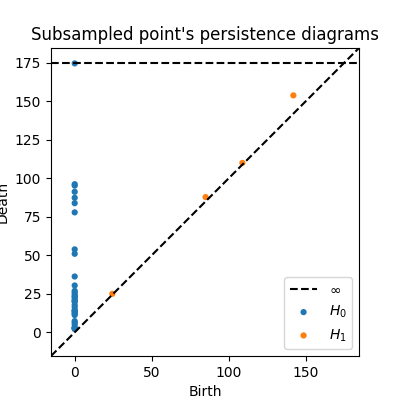 Subsampled point's persistence diagrams
175
150
125
100
75
50
25
0
Death
0 50 100 150
Birth
∞
H₀
H₁